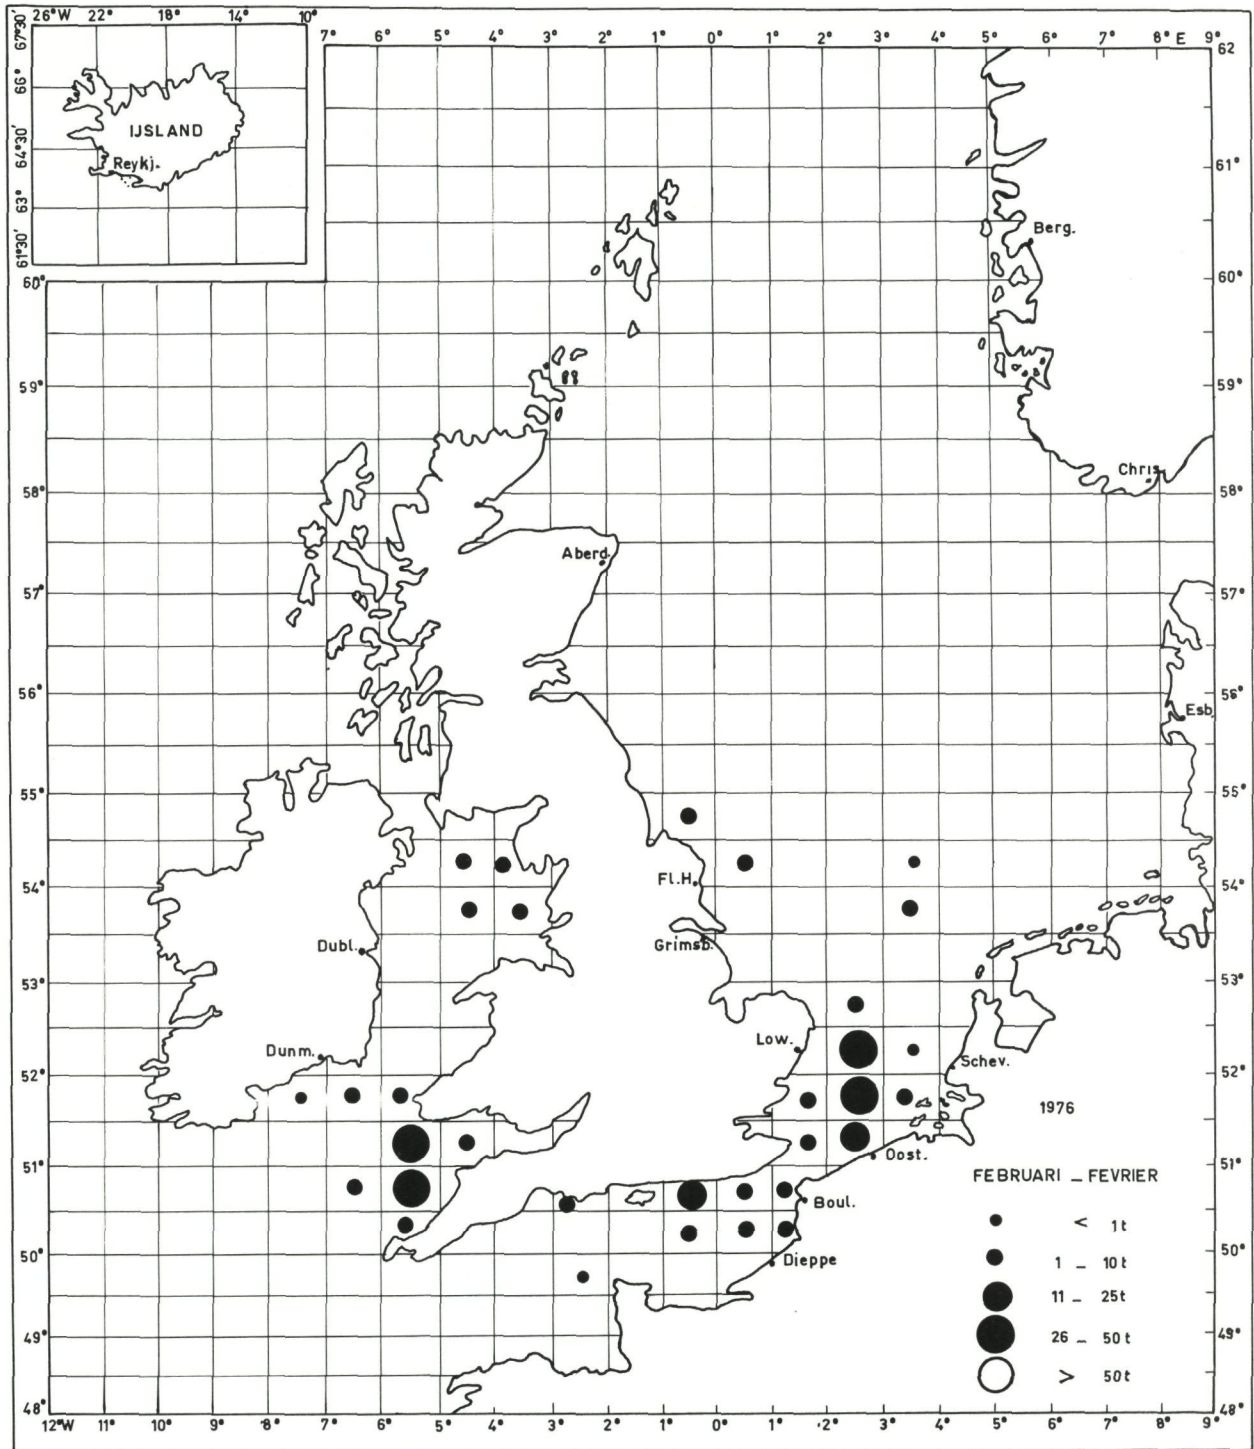 26°W 22° 18° 14° 10°
67°30'
66°
64°30'
63°
61°30'
IJSLAND
Reykj.
7° 6° 5° 4° 3° 2° 1° 0° 1° 2° 3° 4° 5° 6° 7° 8° E 9°
62
61°
Berg.
60° 60°
59° 59°
Chris
58° 58°
Aberd.
57° 57°
56° 56°
Esb
55° 55°
54° Fl.H. 54°
Dubl. Grimsb.
53° 53°
Dunm. Low. Schev.
52° 52°
1976
51° Oost. 51°
FEBRUARI _ FEVRIER
Boul.
< 1t
50° Dieppe 50°
1 _ 10t
11 _ 25t
49° 26 _ 50t 49°
> 50t
48° 48°
12°W 11° 10° 9° 8° 7° 6° 5° 4° 3° 2° 1° 0° 1° 2° 3° 4° 5° 6° 7° 8° 9°